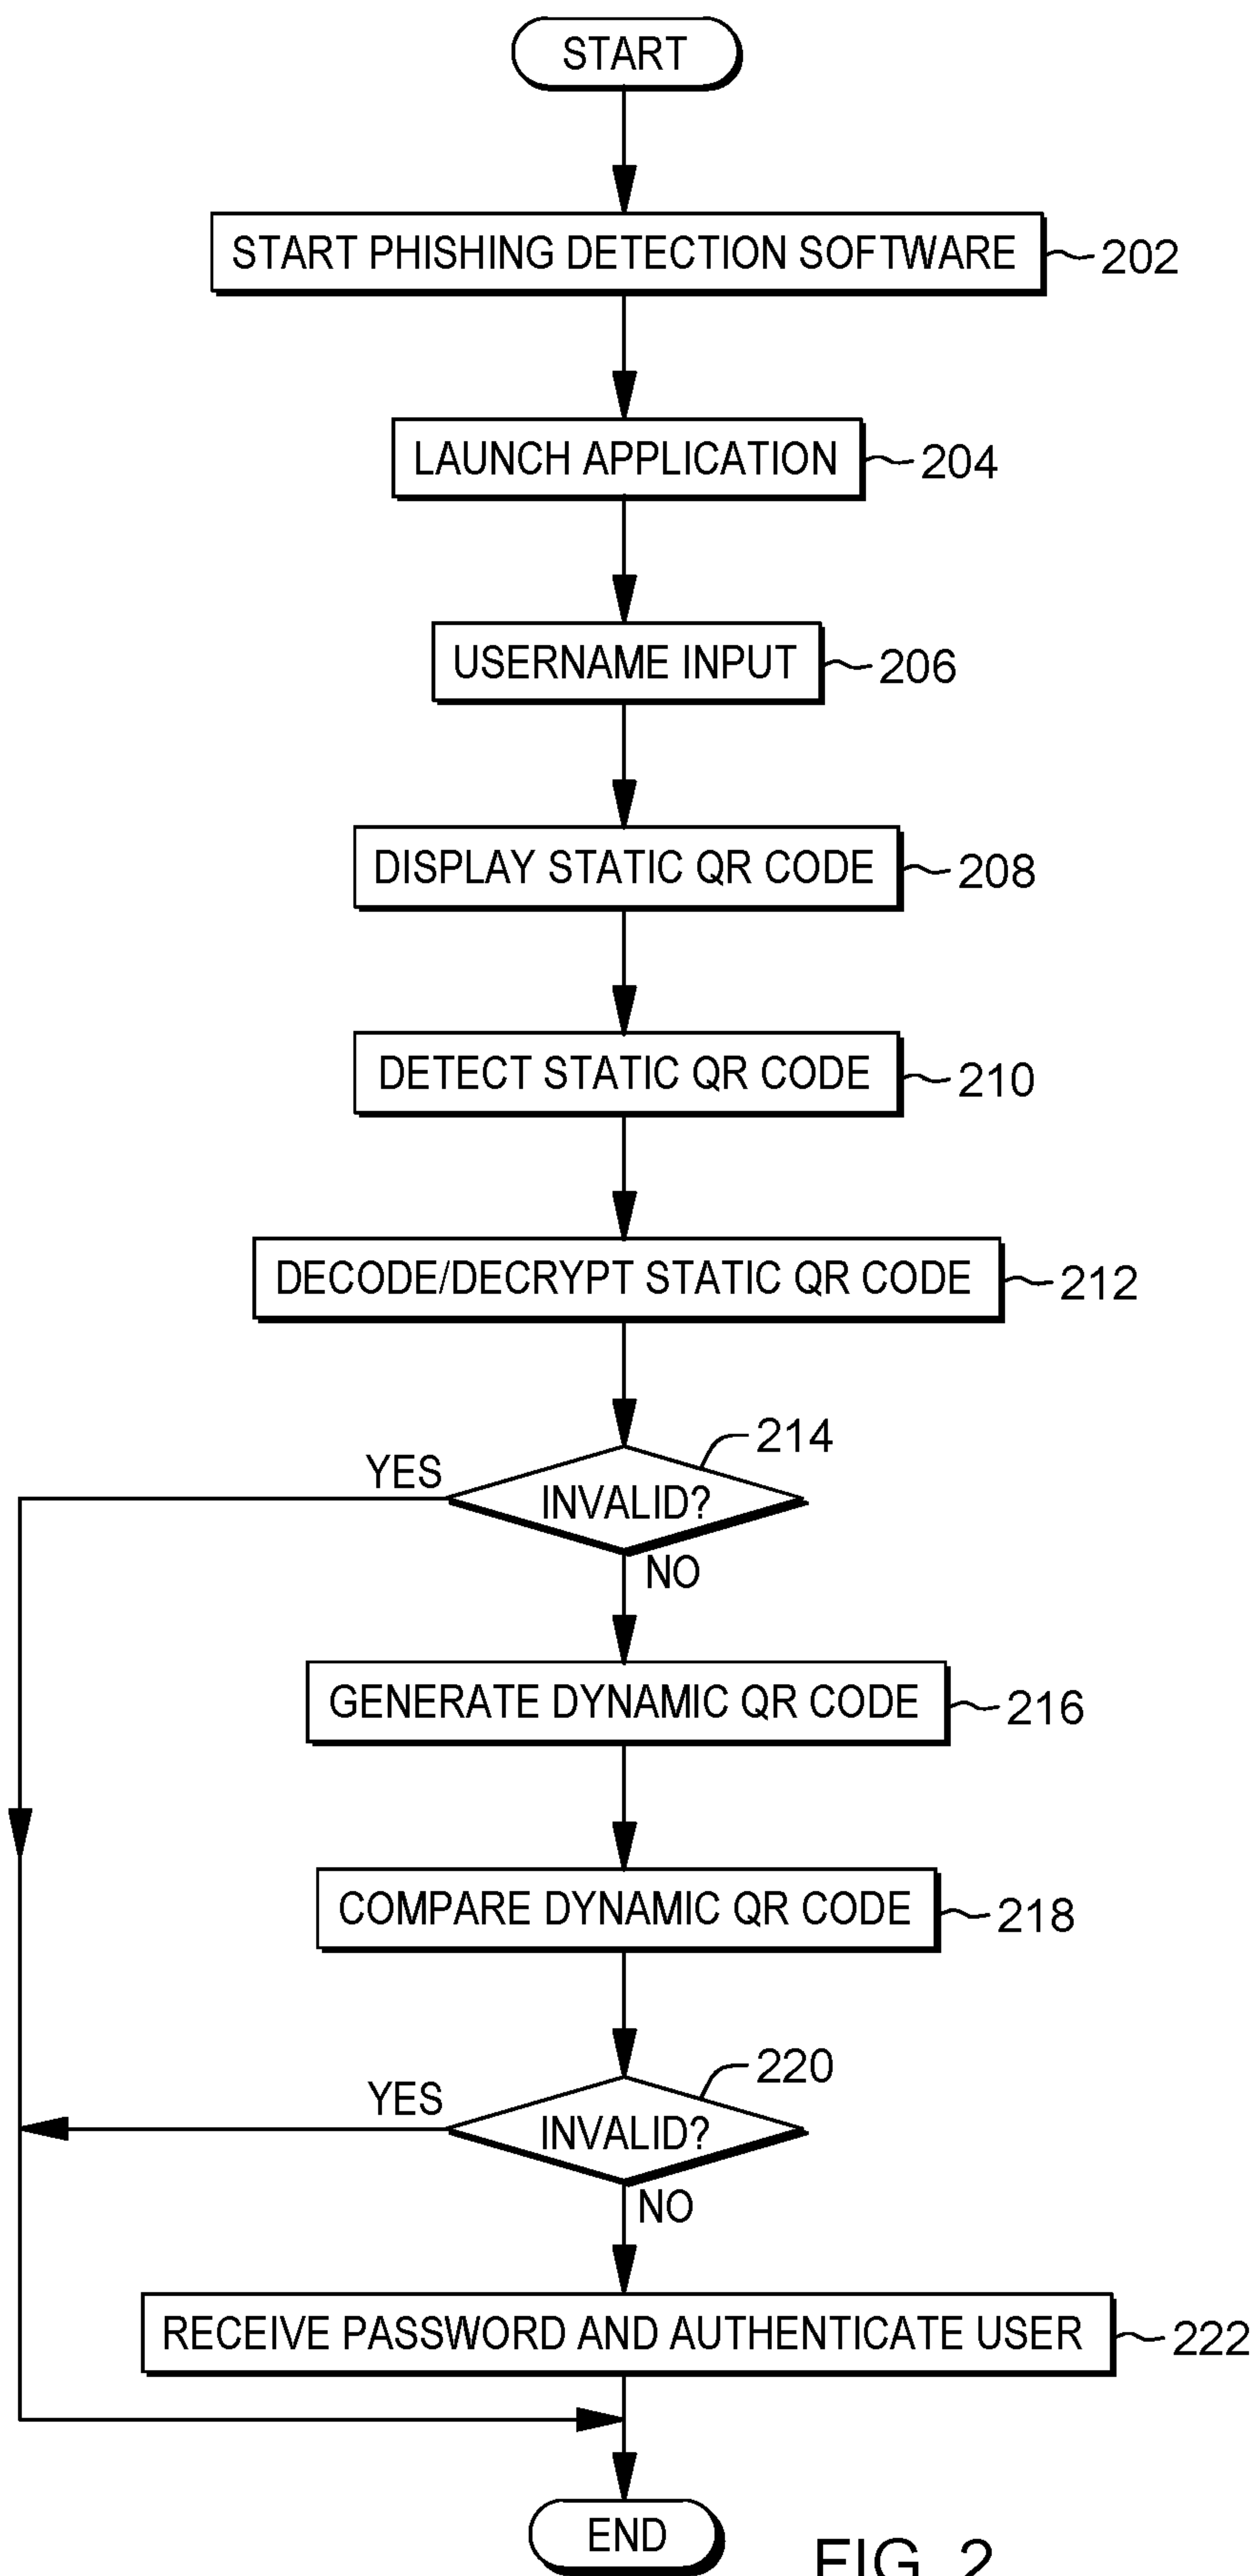 START
START PHISHING DETECTION SOFTWARE
202
LAUNCH APPLICATION
204
USERNAME INPUT
206
DISPLAY STATIC QR CODE
208
DETECT STATIC QR CODE
210
DECODE/DECRYPT STATIC QR CODE
212
214
YES
INVALID?
NO
GENERATE DYNAMIC QR CODE
216
COMPARE DYNAMIC QR CODE
218
220
YES
INVALID?
NO
RECEIVE PASSWORD AND AUTHENTICATE USER
222
END
FIG. 2